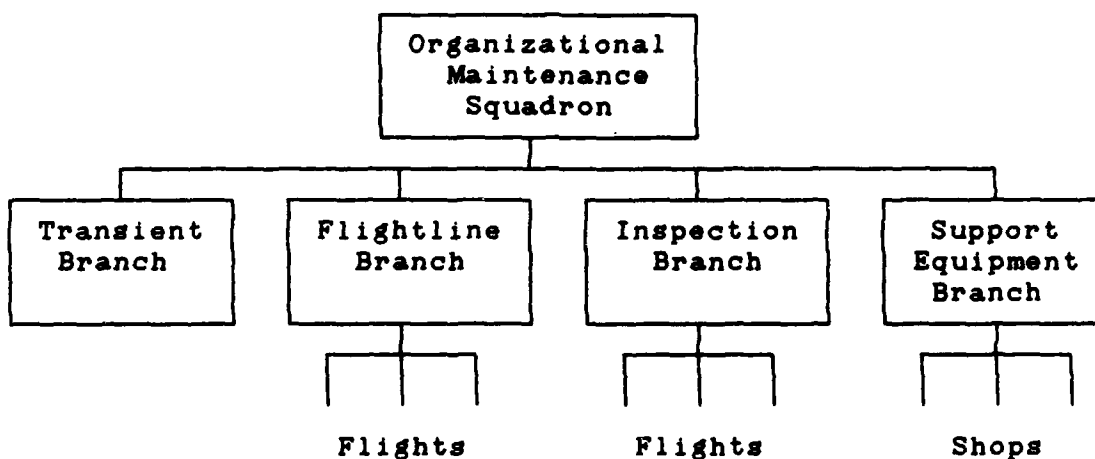 Organizational
Maintenance
Squadron
Transient
Branch
Flightline
Branch
Inspection
Branch
Support
Equipment
Branch
Flights
Flights
Shops